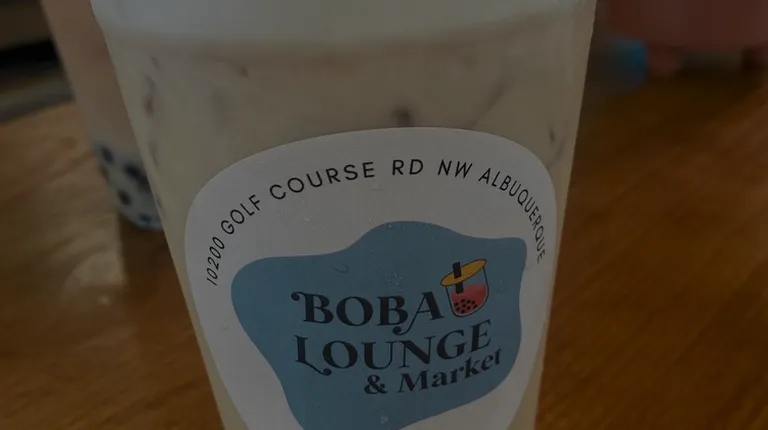 10200 GOLF COURSE RD NW ALBUQUERQUE
BOBA
LOUNGE
& Market